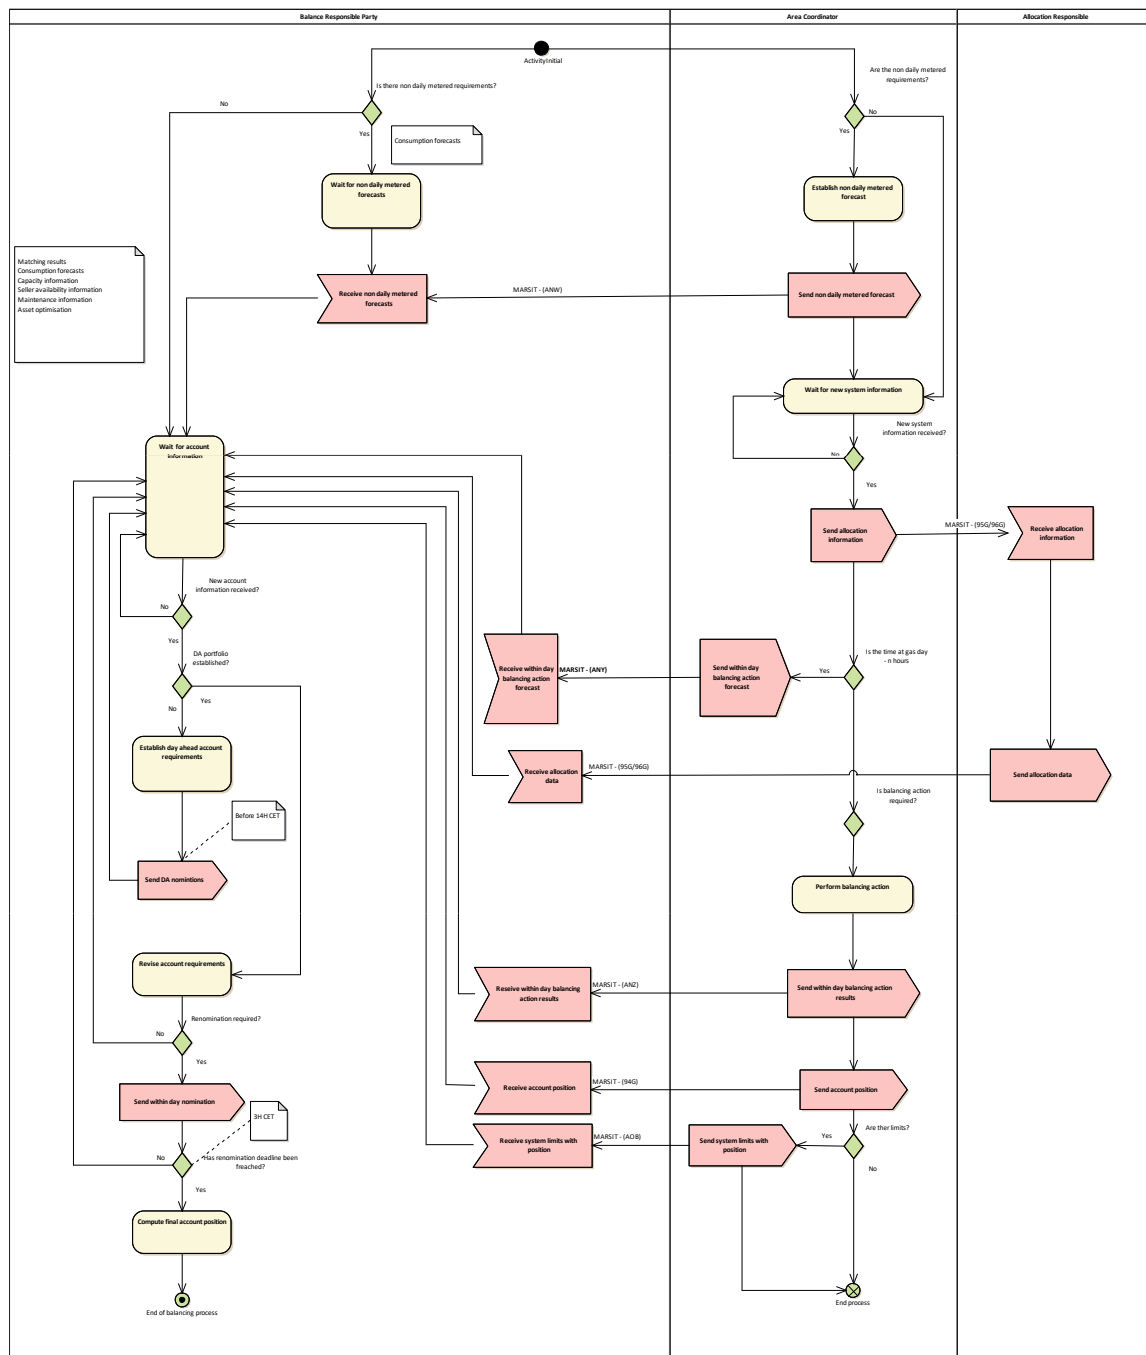 Balance Responsible Party
Area Coordinator
Allocation Responsible
ActivityInitial
Is there non daily metered requirements?
No
Yes
Consumption forecasts
Wait for non daily metered
forecasts
Receive non daily metered
forecasts
Are the non daily metered
requirements?
No
Yes
Establish non daily metered
forecast
MARSIT - (ANW)
Send non daily metered forecast
Matching results
Consumption forecasts
Capacity information
Seller availability information
Maintenance information
Asset optimisation
Wait for new system information
New system
information received?
No
Yes
Wait for account
information
Send allocation
information
MARSIT - (95G/96G)
Receive allocation
information
New account
information received?
No
Yes
DA portfolio
established?
Yes
No
Receive within day
balancing action
forecast
MARSIT - (ANY)
Send within day
balancing action
forecast
Yes
Is the time at gas day
- n hours
Establish day ahead account
requirements
Receive allocation
data
MARSIT - (95G/96G)
Send allocation data
Before 14H CET
Is balancing action
required?
Send DA nomintions
Perform balancing action
Revise account requirements
Reseive within day balancing
action results
MARSIT - (ANZ)
Send within day balancing action
results
Renomination required?
No
Yes
Receive account position
MARSIT - (94G)
Send account position
Send within day nomination
3H CET
Receive system limits with
position
MARSIT - (AOB)
Send system limits with
position
Yes
Are ther limits?
No
No
Has renomination deadline been
freached?
Yes
Compute final account position
End of balancing process
End process